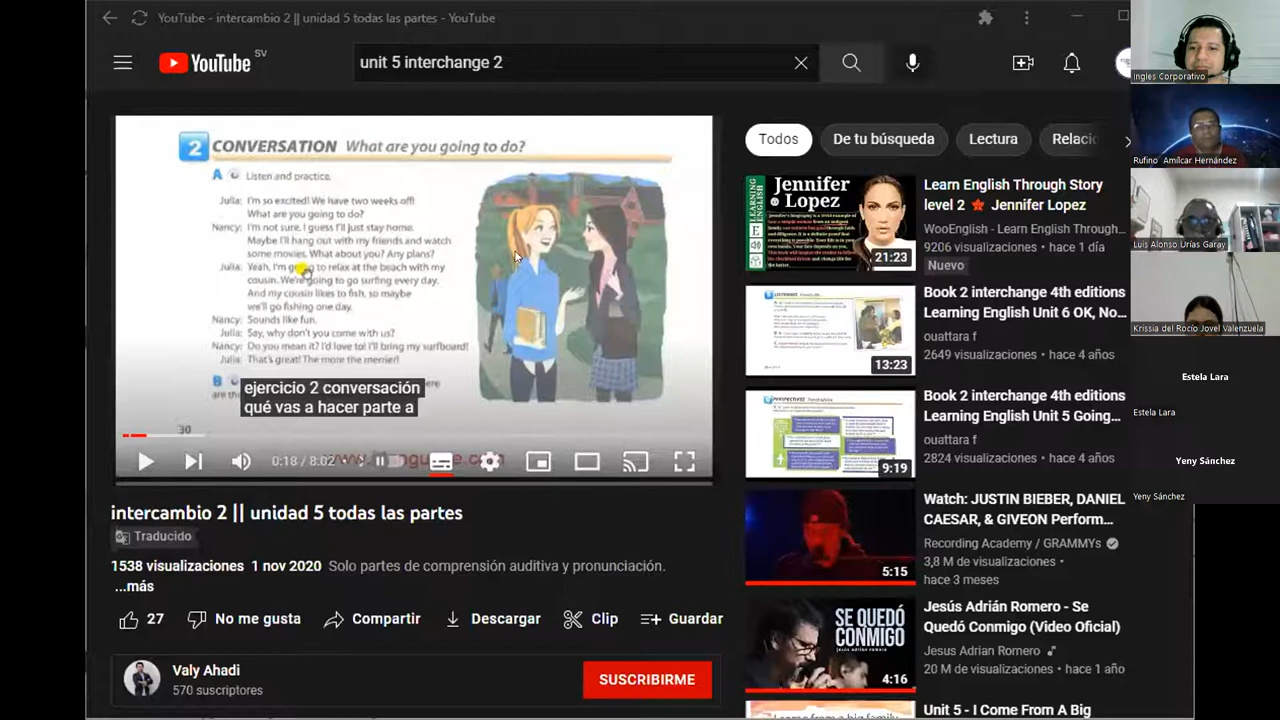 YouTube - intercambio 2 || unidad 5 todas las partes - YouTube
YouTube SV
unit 5 interchange 2
2 CONVERSATION What are you going to do?
A Listen and practice.
Julia: I'm so excited! We have two weeks off!
What are you going to do?
Nancy: I'm not sure. I guess I'll just stay home.
Maybe I'll hang out with my friends and watch
some movies. What about you? Any plans?
Julia: Yeah, I'm going to relax at the beach with my
cousin. We're going to go surfing every day.
And my cousin likes to fish, so maybe
we'll go fishing one day.
Nancy: Sounds like fun.
Julia: Say, why don't you come with us?
Nancy: Do you mean it? I'd love to! I'll bring my surfboard!
Julia: That's great! The more the merrier!
B
ejercicio 2 conversación
qué vas a hacer parte a
intercambio 2 || unidad 5 todas las partes
Traducido
1538 visualizaciones 1 nov 2020 Solo partes de comprensión auditiva y pronunciación.
...más
27 No me gusta Compartir Descargar Clip Guardar
Valy Ahadi
570 suscriptores
SUSCRIBIRME
Todos De tu búsqueda Lectura Relacio
LEARNING ENGLISH
Jennifer
Lopez
21:23
Learn English Through Story
level 2 Jennifer Lopez
WooEnglish - Learn English Throug...
9206 visualizaciones • hace 1 día
Nuevo
13:23
Book 2 interchange 4th editions
Learning English Unit 5 OK, No...
ouattara f
2649 visualizaciones • hace 4 años
PERSPECTIVES
9:19
Book 2 interchange 4th editions
Learning English Unit 5 Going...
ouattara f
2824 visualizaciones • hace 4 años
5:15
Watch: JUSTIN BIEBER, DANIEL
CAESAR, & GIVEON Perform...
Recording Academy / GRAMMYs
3,8 M de visualizaciones •
hace 3 meses
SE QUEDÓ
CONMIGO
4:16
Jesús Adrián Romero - Se
Quedó Conmigo (Video Oficial)
Jesus Adrian Romero
20 M de visualizaciones • hace 1 año
Unit 5 - I Come From A Big
Ingles Corporativo
Rufino Amílcar Hernández
Luis Alonso Urías Garay
Krissia del Rocío Jovel Valenzuela
Estela Lara
Estela Lara
Yeny Sánchez
Yeny Sánchez